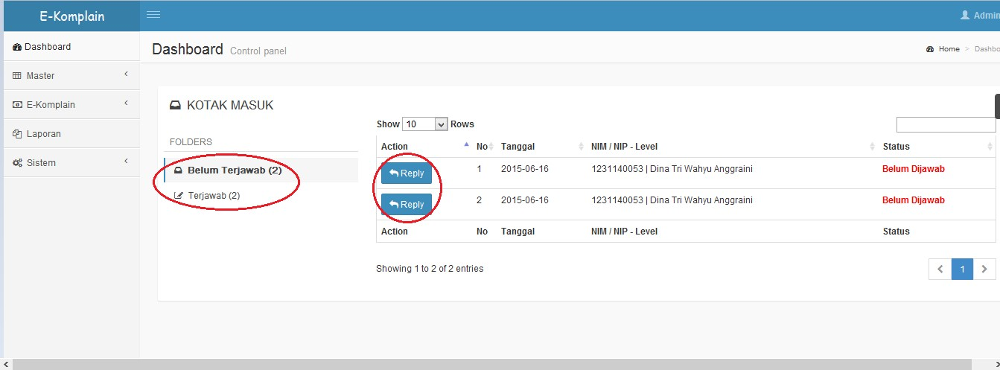 E-Komplain
Admin
Dashboard
Dashboard Control panel
Home > Dashbo
Master
E-Komplain
Laporan
Sistem
KOTAK MASUK
FOLDERS
Belum Terjawab (2)
Terjawab (2)
Show 10 Rows
Action No Tanggal NIM / NIP - Level Status
Reply 1 2015-06-16 1231140053 | Dina Tri Wahyu Anggraini Belum Dijawab
Reply 2 2015-06-16 1231140053 | Dina Tri Wahyu Anggraini Belum Dijawab
Action No Tanggal NIM / NIP - Level Status
Showing 1 to 2 of 2 entries
1